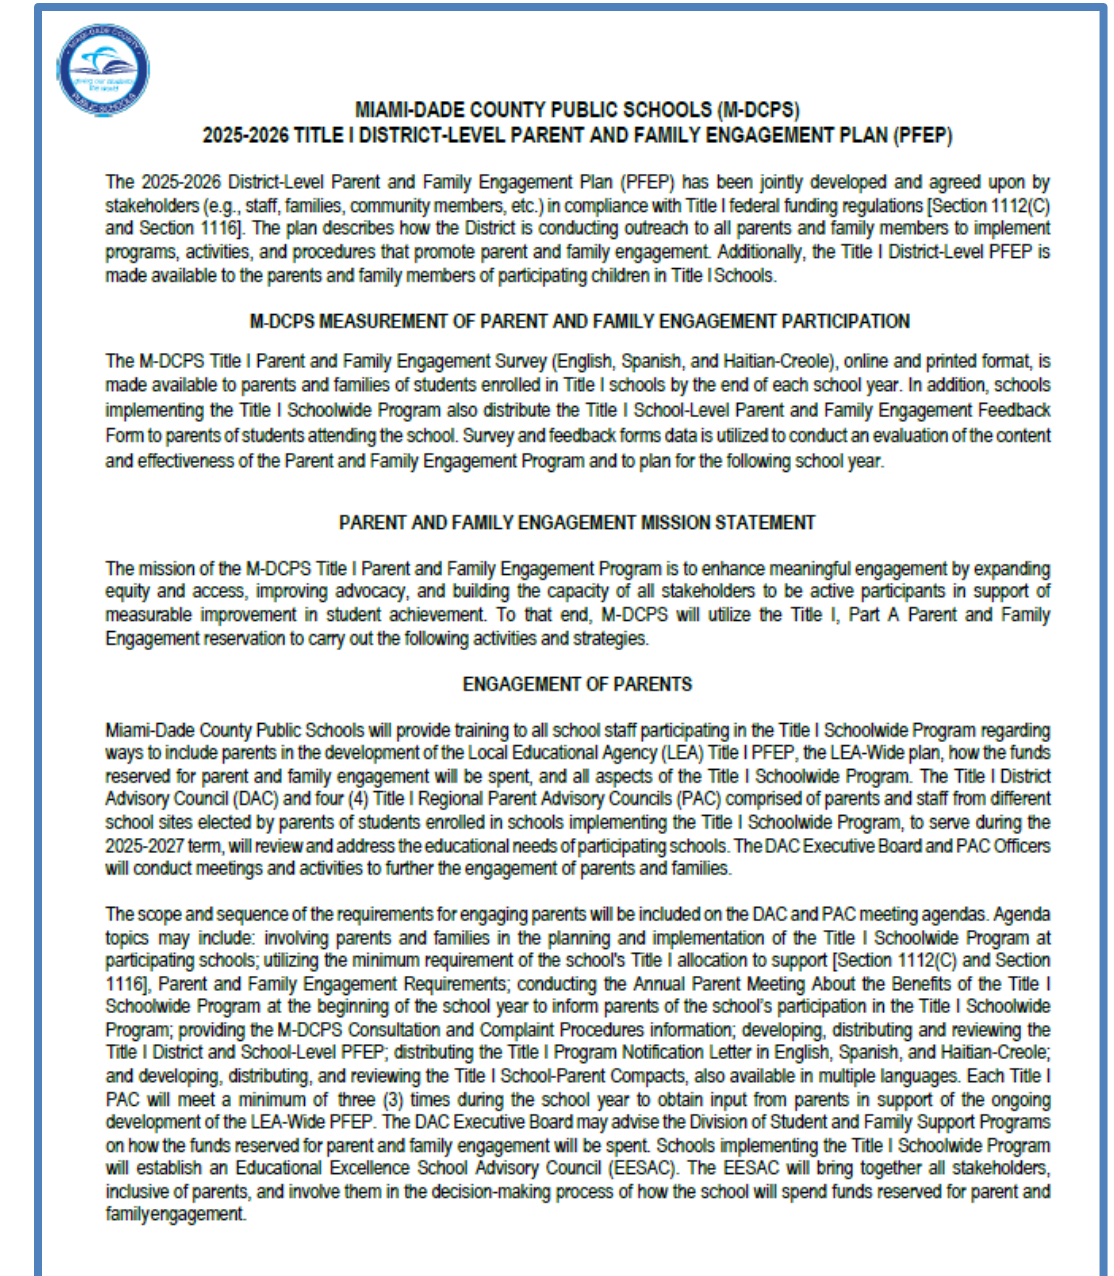 MIAMI-DADE COUNTY
giving our students
the world
PUBLIC SCHOOLS
MIAMI-DADE COUNTY PUBLIC SCHOOLS (M-DCPS)
2025-2026 TITLE I DISTRICT-LEVEL PARENT AND FAMILY ENGAGEMENT PLAN (PFEP)
The 2025-2026 District-Level Parent and Family Engagement Plan (PFEP) has been jointly developed and agreed upon by
stakeholders (e.g., staff, families, community members, etc.) in compliance with Title I federal funding regulations [Section 1112(C)
and Section 1116]. The plan describes how the District is conducting outreach to all parents and family members to implement
programs, activities, and procedures that promote parent and family engagement. Additionally, the Title I District-Level PFEP is
made available to the parents and family members of participating children in Title I Schools.
M-DCPS MEASUREMENT OF PARENT AND FAMILY ENGAGEMENT PARTICIPATION
The M-DCPS Title I Parent and Family Engagement Survey (English, Spanish, and Haitian-Creole), online and printed format, is
made available to parents and families of students enrolled in Title I schools by the end of each school year. In addition, schools
implementing the Title I Schoolwide Program also distribute the Title I School-Level Parent and Family Engagement Feedback
Form to parents of students attending the school. Survey and feedback forms data is utilized to conduct an evaluation of the content
and effectiveness of the Parent and Family Engagement Program and to plan for the following school year.
PARENT AND FAMILY ENGAGEMENT MISSION STATEMENT
The mission of the M-DCPS Title I Parent and Family Engagement Program is to enhance meaningful engagement by expanding
equity and access, improving advocacy, and building the capacity of all stakeholders to be active participants in support of
measurable improvement in student achievement. To that end, M-DCPS will utilize the Title I, Part A Parent and Family
Engagement reservation to carry out the following activities and strategies.
ENGAGEMENT OF PARENTS
Miami-Dade County Public Schools will provide training to all school staff participating in the Title I Schoolwide Program regarding
ways to include parents in the development of the Local Educational Agency (LEA) Title I PFEP, the LEA-Wide plan, how the funds
reserved for parent and family engagement will be spent, and all aspects of the Title I Schoolwide Program. The Title I District
Advisory Council (DAC) and four (4) Title I Regional Parent Advisory Councils (PAC) comprised of parents and staff from different
school sites elected by parents of students enrolled in schools implementing the Title I Schoolwide Program, to serve during the
2025-2027 term, will review and address the educational needs of participating schools. The DAC Executive Board and PAC Officers
will conduct meetings and activities to further the engagement of parents and families.
The scope and sequence of the requirements for engaging parents will be included on the DAC and PAC meeting agendas. Agenda
topics may include: involving parents and families in the planning and implementation of the Title I Schoolwide Program at
participating schools; utilizing the minimum requirement of the school's Title I allocation to support [Section 1112(C) and Section
1116], Parent and Family Engagement Requirements; conducting the Annual Parent Meeting About the Benefits of the Title I
Schoolwide Program at the beginning of the school year to inform parents of the school's participation in the Title I Schoolwide
Program; providing the M-DCPS Consultation and Complaint Procedures information; developing, distributing and reviewing the
Title I District and School-Level PFEP; distributing the Title I Program Notification Letter in English, Spanish, and Haitian-Creole;
and developing, distributing, and reviewing the Title I School-Parent Compacts, also available in multiple languages. Each Title I
PAC will meet a minimum of three (3) times during the school year to obtain input from parents in support of the ongoing
development of the LEA-Wide PFEP. The DAC Executive Board may advise the Division of Student and Family Support Programs
on how the funds reserved for parent and family engagement will be spent. Schools implementing the Title I Schoolwide Program
will establish an Educational Excellence School Advisory Council (EESAC). The EESAC will bring together all stakeholders,
inclusive of parents, and involve them in the decision-making process of how the school will spend funds reserved for parent and
familyengagement.